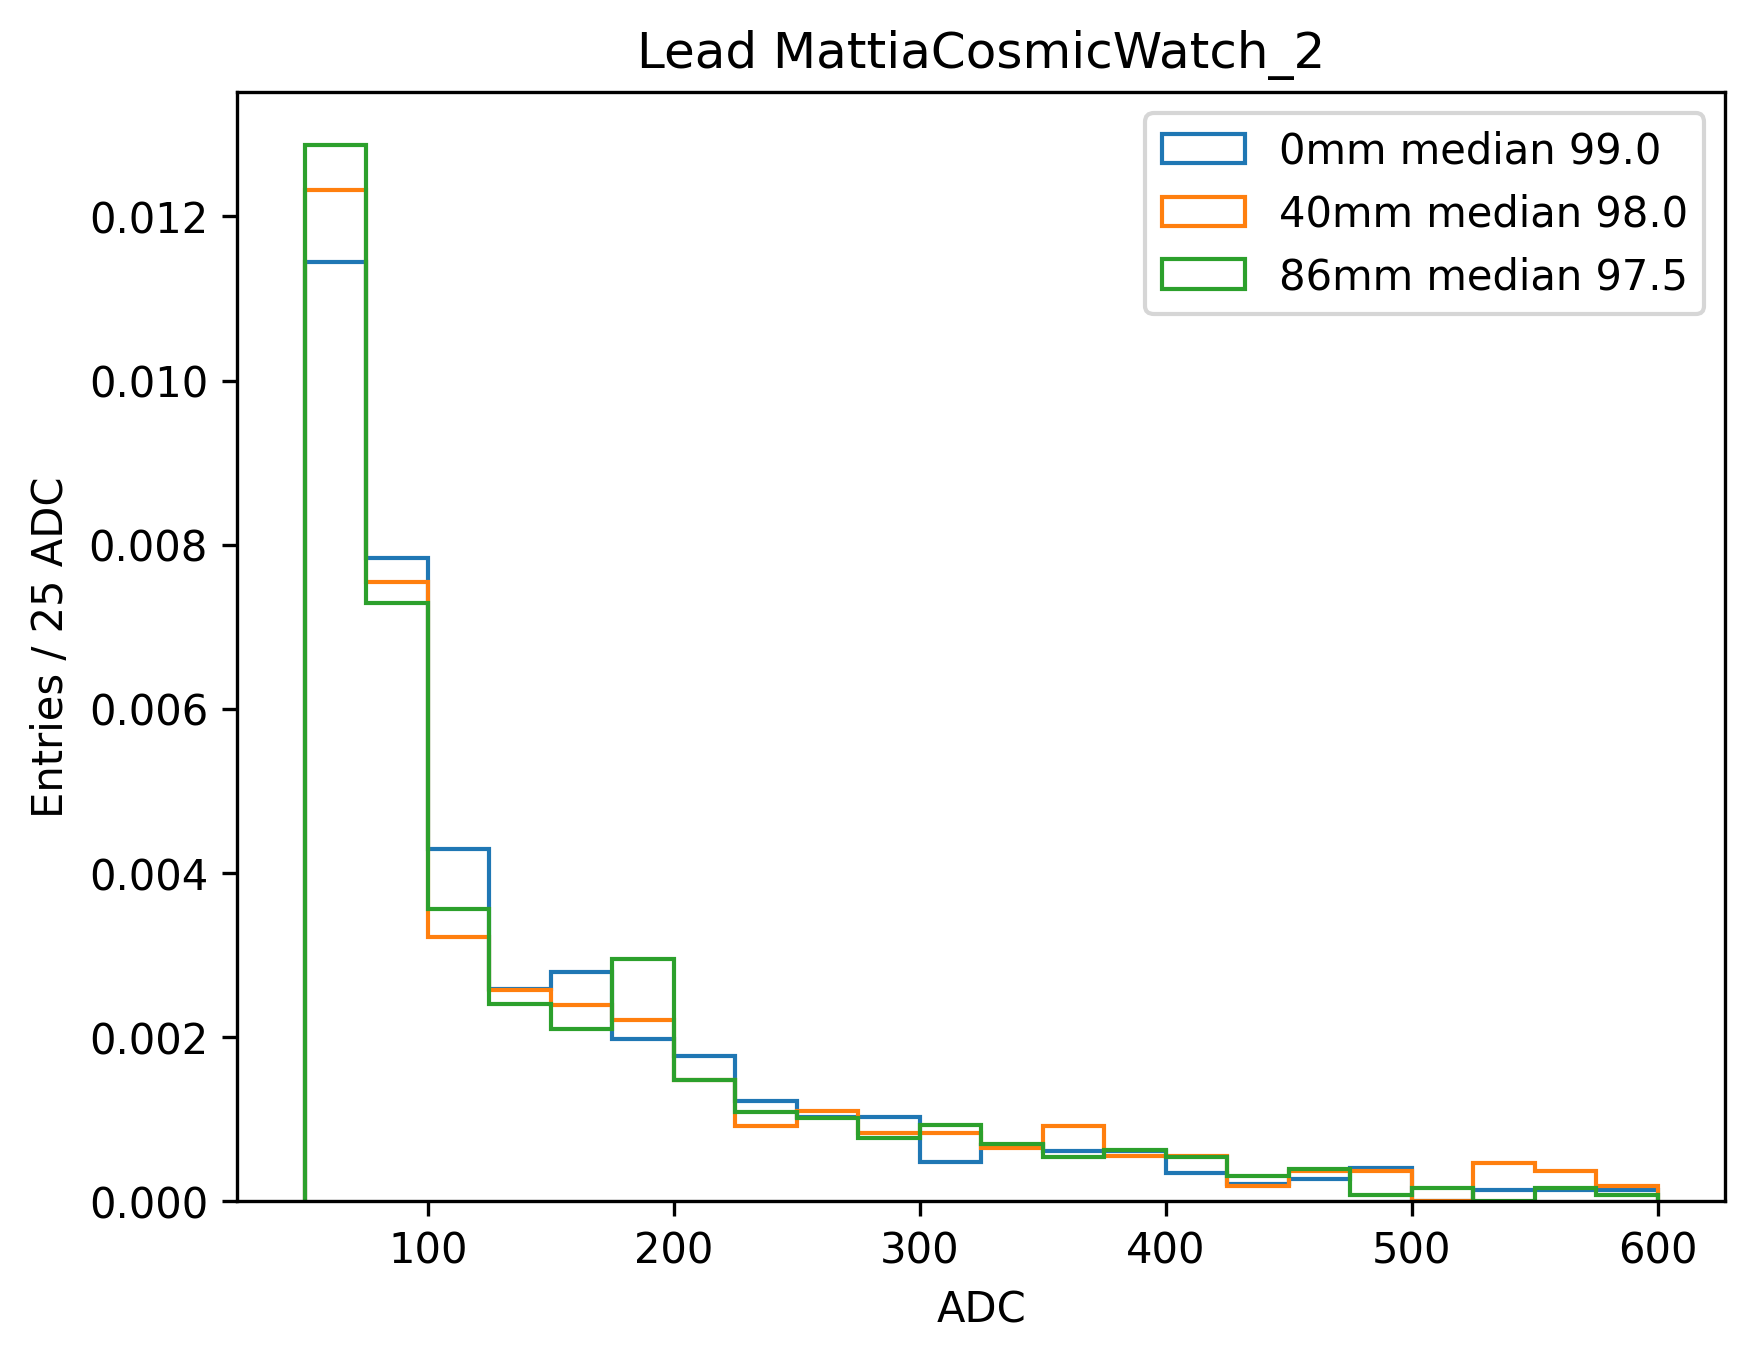 Lead MattiaCosmicWatch_2
0mm median 99.0
40mm median 98.0
86mm median 97.5
Entries / 25 ADC
0.012
0.010
0.008
0.006
0.004
0.002
0.000
100 200 300 400 500 600
ADC